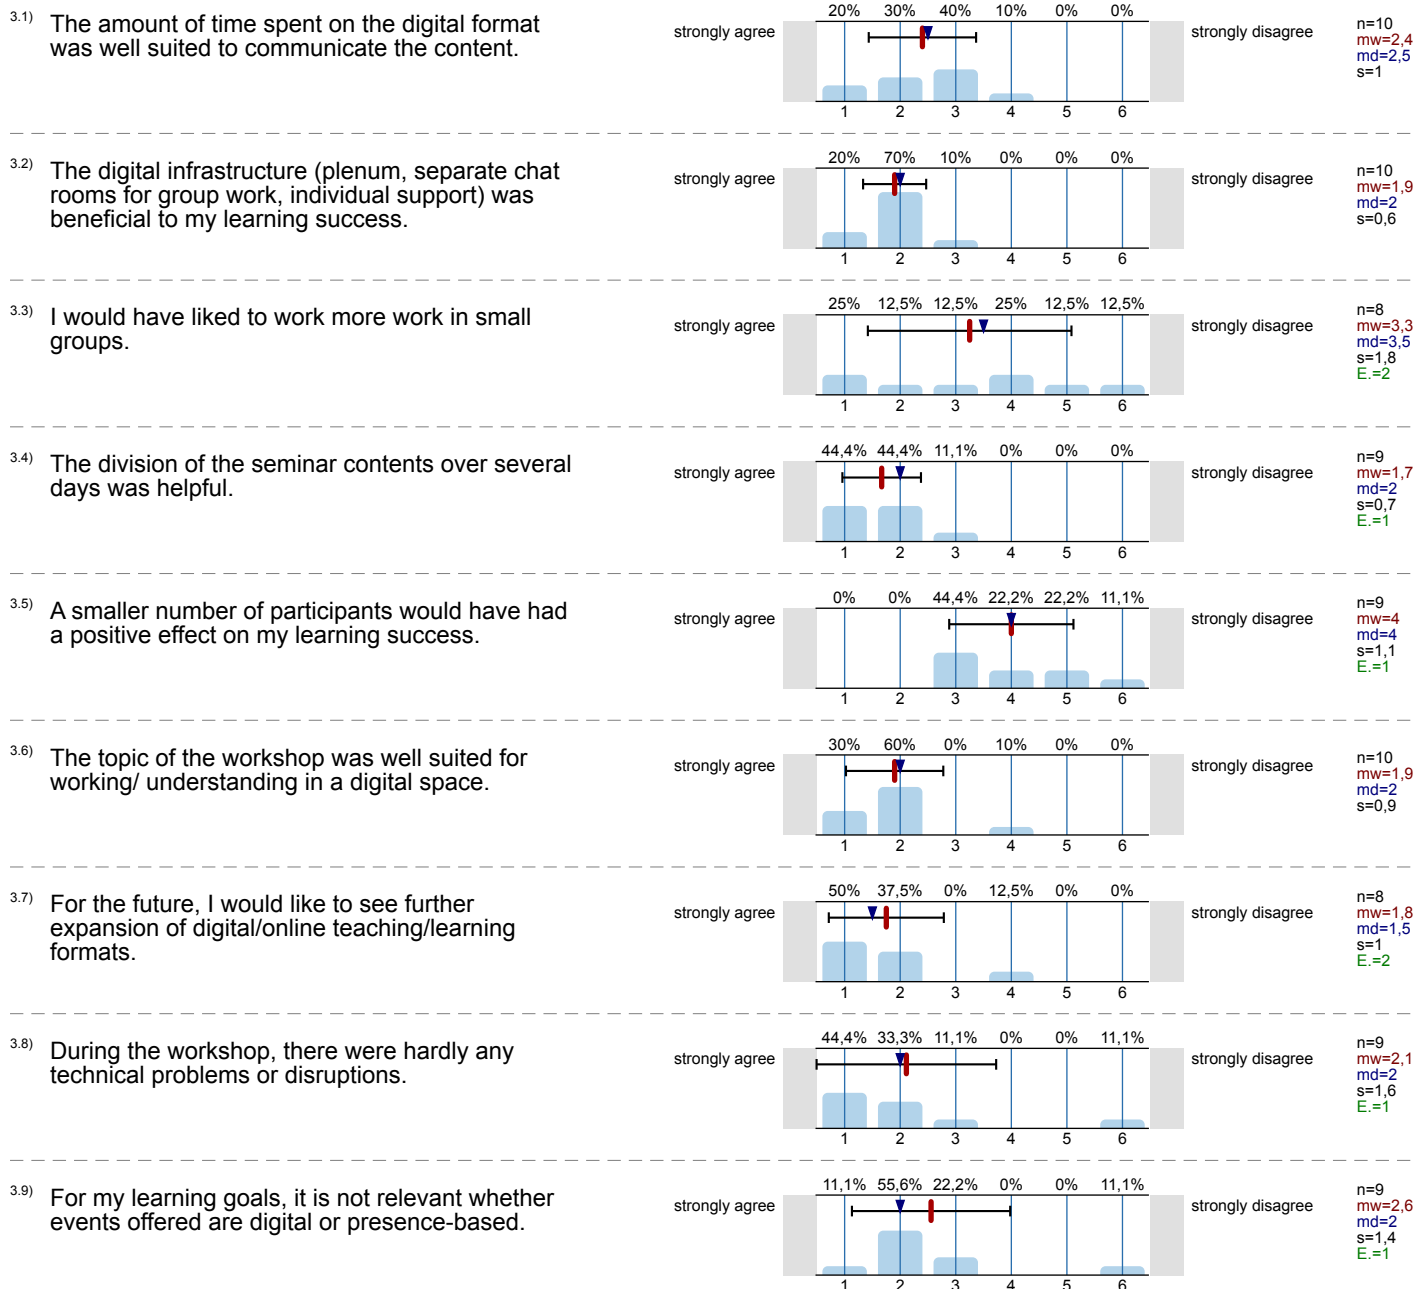 3.1) The amount of time spent on the digital format
was well suited to communicate the content.
strongly agree
20% 30% 40% 10% 0% 0%
1 2 3 4 5 6
strongly disagree
n=10
mw=2,4
md=2,5
s=1
3.2) The digital infrastructure (plenum, separate chat
rooms for group work, individual support) was
beneficial to my learning success.
strongly agree
20% 70% 10% 0% 0% 0%
1 2 3 4 5 6
strongly disagree
n=10
mw=1,9
md=2
s=0,6
3.3) I would have liked to work more work in small
groups.
strongly agree
25% 12,5% 12,5% 25% 12,5% 12,5%
1 2 3 4 5 6
strongly disagree
n=8
mw=3,3
md=3,5
s=1,8
E.=2
3.4) The division of the seminar contents over several
days was helpful.
strongly agree
44,4% 44,4% 11,1% 0% 0% 0%
1 2 3 4 5 6
strongly disagree
n=9
mw=1,7
md=2
s=0,7
E.=1
3.5) A smaller number of participants would have had
a positive effect on my learning success.
strongly agree
0% 0% 44,4% 22,2% 22,2% 11,1%
1 2 3 4 5 6
strongly disagree
n=9
mw=4
md=4
s=1,1
E.=1
3.6) The topic of the workshop was well suited for
working/ understanding in a digital space.
strongly agree
30% 60% 0% 10% 0% 0%
1 2 3 4 5 6
strongly disagree
n=10
mw=1,9
md=2
s=0,9
3.7) For the future, I would like to see further
expansion of digital/online teaching/learning
formats.
strongly agree
50% 37,5% 0% 12,5% 0% 0%
1 2 3 4 5 6
strongly disagree
n=8
mw=1,8
md=1,5
s=1
E.=2
3.8) During the workshop, there were hardly any
technical problems or disruptions.
strongly agree
44,4% 33,3% 11,1% 0% 0% 11,1%
1 2 3 4 5 6
strongly disagree
n=9
mw=2,1
md=2
s=1,6
E.=1
3.9) For my learning goals, it is not relevant whether
events offered are digital or presence-based.
strongly agree
11,1% 55,6% 22,2% 0% 0% 11,1%
1 2 3 4 5 6
strongly disagree
n=9
mw=2,6
md=2
s=1,4
E.=1